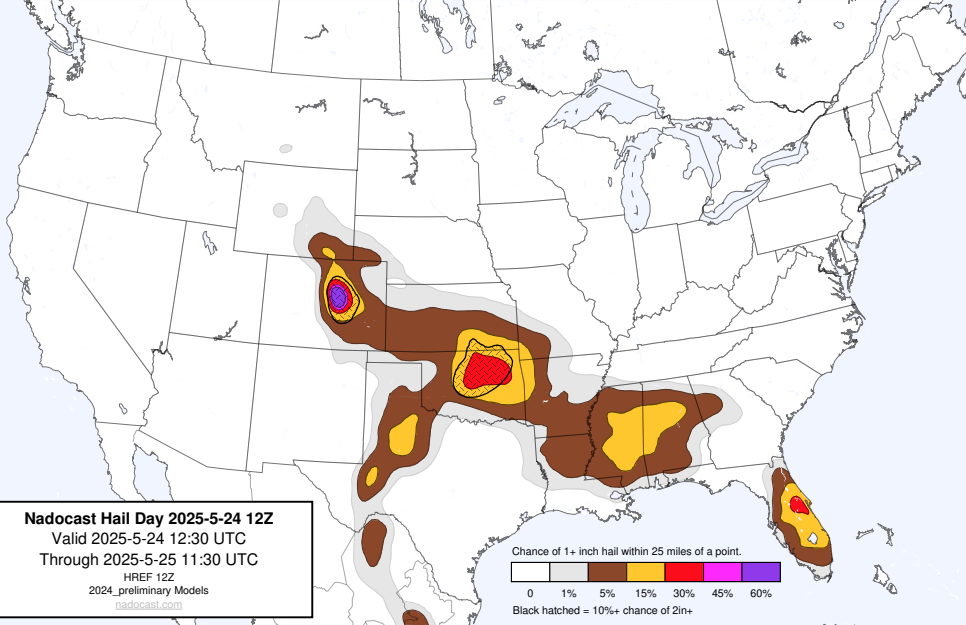 Nadocast Hail Day 2025-5-24 12Z
Valid 2025-5-24 12:30 UTC
Through 2025-5-25 11:30 UTC
HREF 12Z
2024_preliminary Models
nadocast.com
Chance of 1+ inch hail within 25 miles of a point.
0 1% 5% 15% 30% 45% 60%
Black hatched = 10%+ chance of 2in+